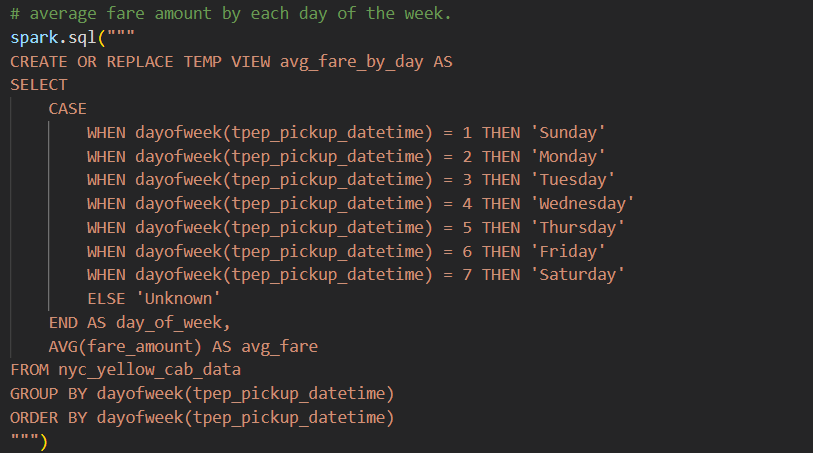 # average fare amount by each day of the week.
spark.sql("""
CREATE OR REPLACE TEMP VIEW avg_fare_by_day AS
SELECT
    CASE
        WHEN dayofweek(tpep_pickup_datetime) = 1 THEN 'Sunday'
        WHEN dayofweek(tpep_pickup_datetime) = 2 THEN 'Monday'
        WHEN dayofweek(tpep_pickup_datetime) = 3 THEN 'Tuesday'
        WHEN dayofweek(tpep_pickup_datetime) = 4 THEN 'Wednesday'
        WHEN dayofweek(tpep_pickup_datetime) = 5 THEN 'Thursday'
        WHEN dayofweek(tpep_pickup_datetime) = 6 THEN 'Friday'
        WHEN dayofweek(tpep_pickup_datetime) = 7 THEN 'Saturday'
        ELSE 'Unknown'
    END AS day_of_week,
    AVG(fare_amount) AS avg_fare
FROM nyc_yellow_cab_data
GROUP BY dayofweek(tpep_pickup_datetime)
ORDER BY dayofweek(tpep_pickup_datetime)
""")